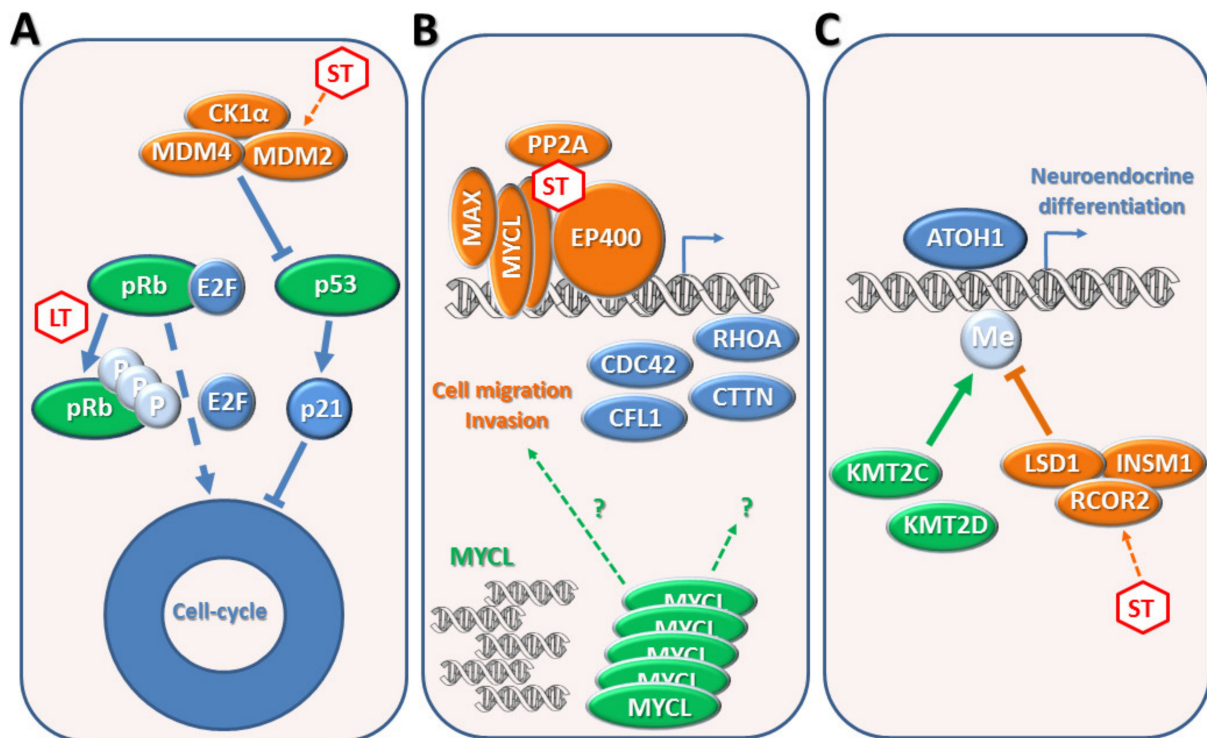 A
ST
CK1α
MDM4
MDM2
pRb
E2F
p53
LT
P
P
P
pRb
E2F
p21
Cell-cycle
B
PP2A
ST
MAX
MYCL
EP400
RHOA
CDC42
CTTN
CFL1
Cell migration
Invasion
?
?
MYCL
MYCL
MYCL
MYCL
MYCL
MYCL
C
Neuroendocrine
differentiation
ATOH1
Me
KMT2C
KMT2D
LSD1
INSM1
RCOR2
ST